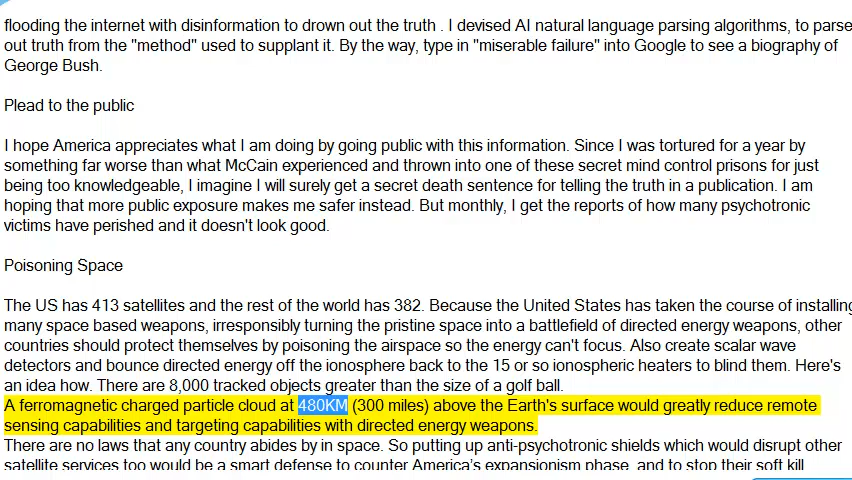 flooding the internet with disinformation to drown out the truth . I devised AI natural language parsing algorithms, to parse
out truth from the "method" used to supplant it. By the way, type in "miserable failure" into Google to see a biography of
George Bush.
Plead to the public
I hope America appreciates what I am doing by going public with this information. Since I was tortured for a year by
something far worse than what McCain experienced and thrown into one of these secret mind control prisons for just
being too knowledgeable, I imagine I will surely get a secret death sentence for telling the truth in a publication. I am
hoping that more public exposure makes me safer instead. But monthly, I get the reports of how many psychotronic
victims have perished and it doesn't look good.
Poisoning Space
The US has 413 satellites and the rest of the world has 382. Because the United States has taken the course of installing
many space based weapons, irresponsibly turning the pristine space into a battlefield of directed energy weapons, other
countries should protect themselves by poisoning the airspace so the energy can't focus. Also create scalar wave
detectors and bounce directed energy off the ionosphere back to the 15 or so ionospheric heaters to blind them. Here's
an idea how. There are 8,000 tracked objects greater than the size of a golf ball.
A ferromagnetic charged particle cloud at 480KM (300 miles) above the Earth's surface would greatly reduce remote
sensing capabilities and targeting capabilities with directed energy weapons.
There are no laws that any country abides by in space. So putting up anti-psychotronic shields which would disrupt other
satellite services too would be a smart defense to counter America's expansionism phase, and to stop their soft kill